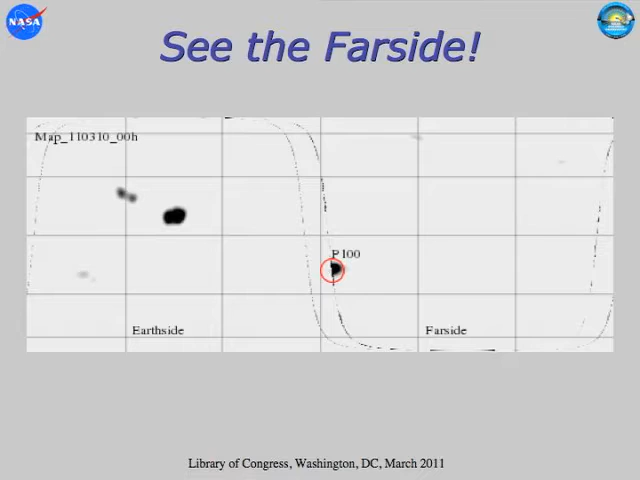 NASA
See the Farside!
Map_110310_00h
P100
Earthside
Farside
Library of Congress, Washington, DC, March 2011